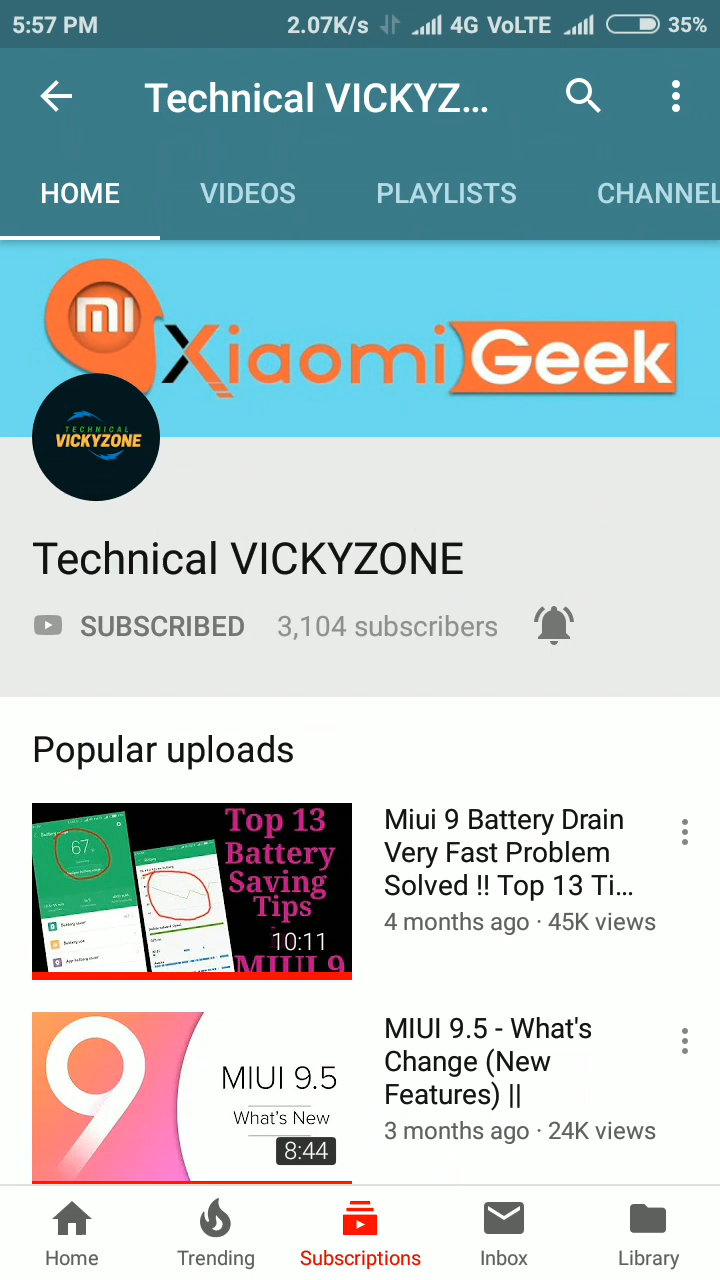 5:57 PM 2.07K/s 4G VoLTE 35%
Technical VICKYZ...
HOME VIDEOS PLAYLISTS CHANNEL
mi
Xiaomi Geek
TECHNICAL
VICKYZONE
Technical VICKYZONE
SUBSCRIBED 3,104 subscribers
Popular uploads
67
Top 13
Battery
Saving
Tips
10:11
MIUI 9
Miui 9 Battery Drain
Very Fast Problem
Solved !! Top 13 Ti...
4 months ago · 45K views
9
MIUI 9.5
What's New
8:44
MIUI 9.5 - What's
Change (New
Features) ||
3 months ago · 24K views
Home Trending Subscriptions Inbox Library